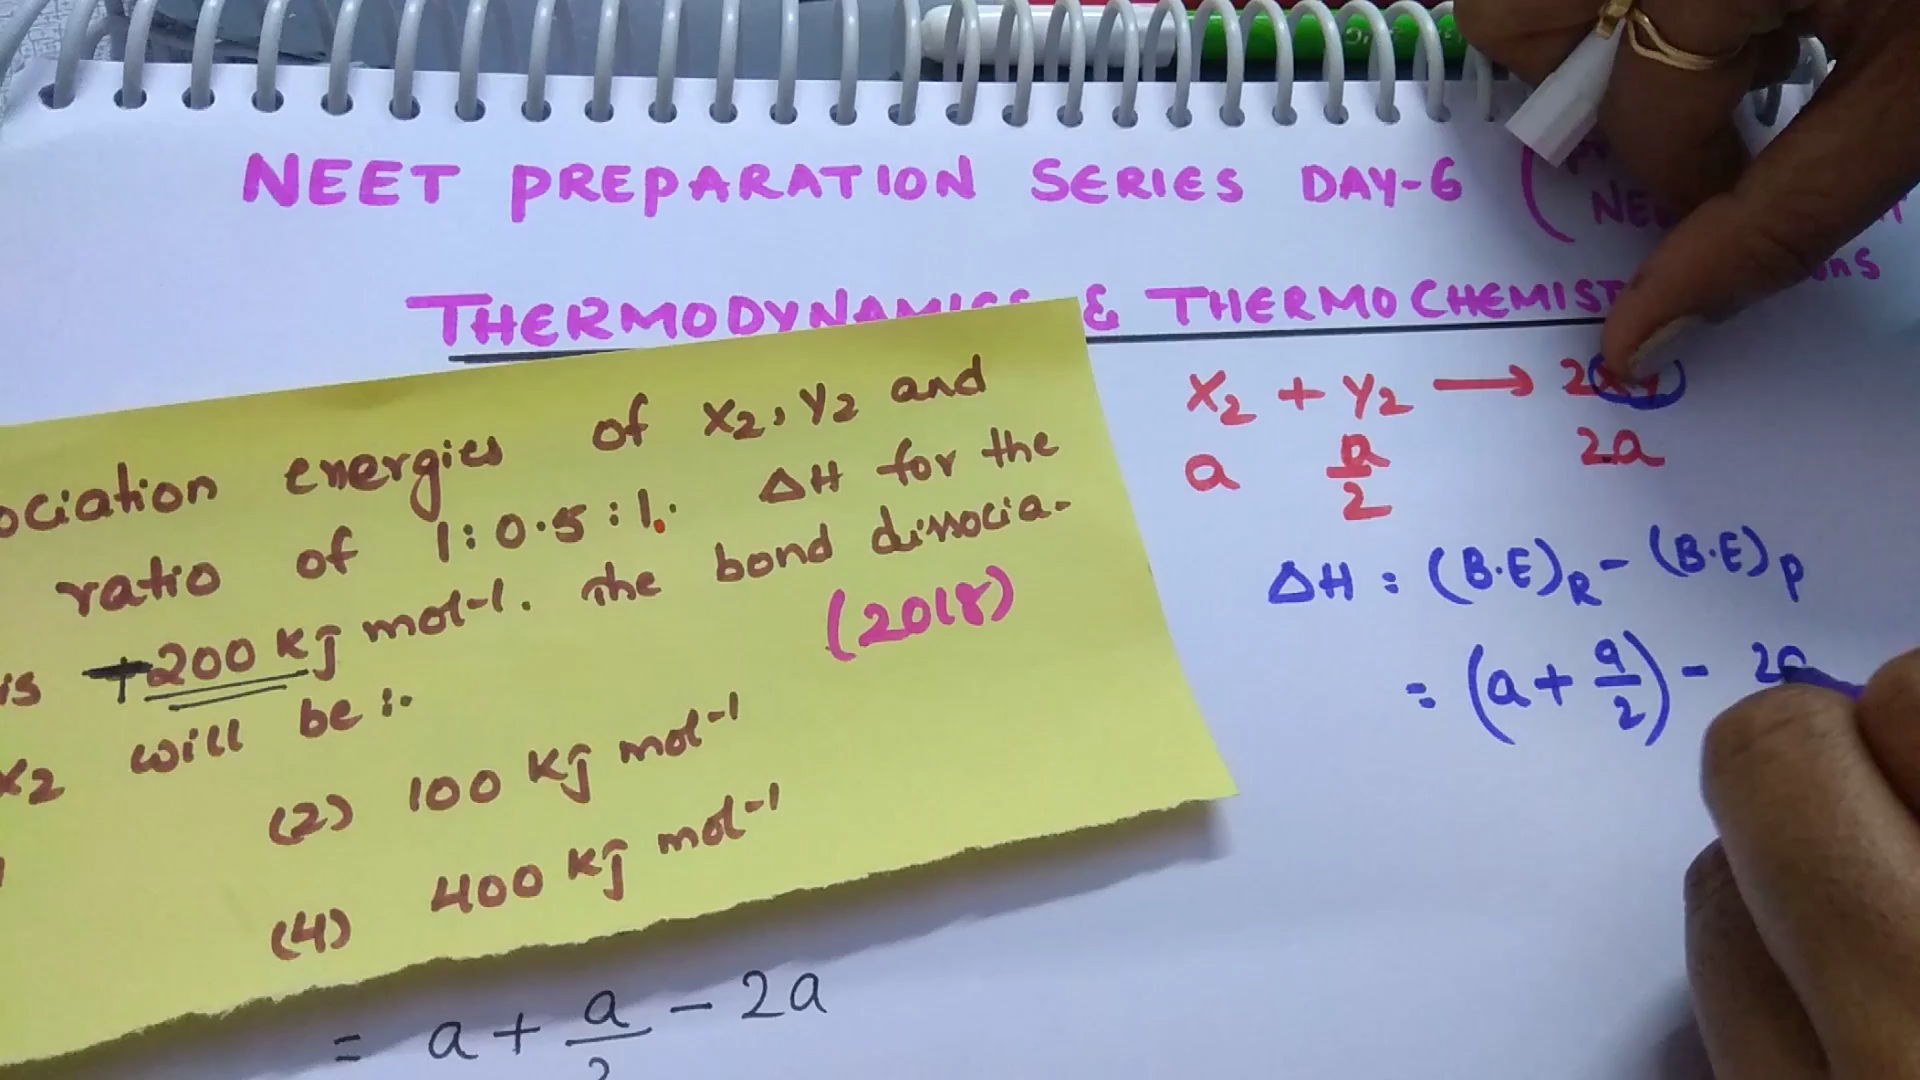 NEET PREPARATION SERIES DAY-6 (
THERMODYNAMICS & THERMOCHEMIST
ociation energies of X2, Y2 and
ratio of 1:0.5:1. ΔH for the
is +200 KJ mol-1. The bond dissocia-
X2 will be :-
(2018)
(2) 100 KJ mol-1
(4) 400 KJ mol-1
= a + a/2 - 2a
X2 + Y2 → 2XY
a a/2 2a
ΔH = (B.E)R - (B.E)P
= (a + a/2) - 2a